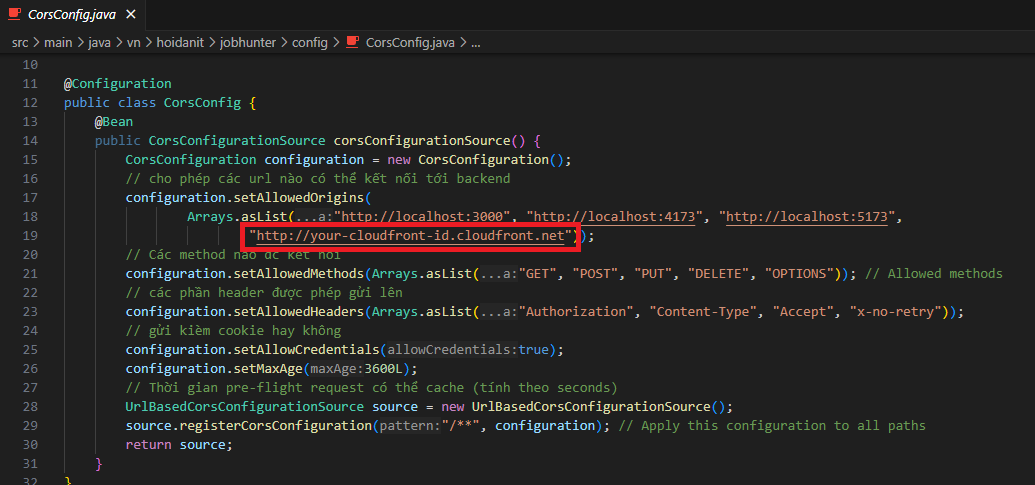 CorsConfig.java
src > main > java > vn > hoidanit > jobhunter > config > CorsConfig.java > ...
10
11 @Configuration
12 public class CorsConfig {
13 @Bean
14 public CorsConfigurationSource corsConfigurationSource() {
15 CorsConfiguration configuration = new CorsConfiguration();
16 // cho phép các url nào có thể kết nối tới backend
17 configuration.setAllowedOrigins(
18 Arrays.asList(...a:"http://localhost:3000", "http://localhost:4173", "http://localhost:5173",
19 "http://your-cloudfront-id.cloudfront.net"));
20 // Các method nào đc kết nối
21 configuration.setAllowedMethods(Arrays.asList(...a:"GET", "POST", "PUT", "DELETE", "OPTIONS")); // Allowed methods
22 // các phần header được phép gửi lên
23 configuration.setAllowedHeaders(Arrays.asList(...a:"Authorization", "Content-Type", "Accept", "x-no-retry"));
24 // gửi kièm cookie hay không
25 configuration.setAllowCredentials(allowCredentials:true);
26 configuration.setMaxAge(maxAge:3600L);
27 // Thời gian pre-flight request có thể cache (tính theo seconds)
28 UrlBasedCorsConfigurationSource source = new UrlBasedCorsConfigurationSource();
29 source.registerCorsConfiguration(pattern:"/**", configuration); // Apply this configuration to all paths
30 return source;
31 }
32 }